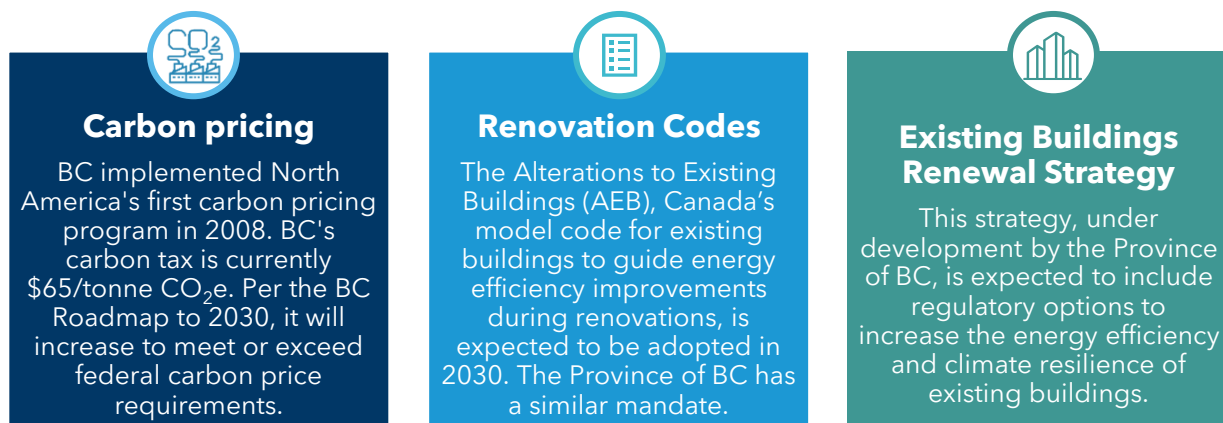 CO2
Carbon pricing
BC implemented North
America's first carbon pricing
program in 2008. BC's
carbon tax is currently
$65/tonne CO2e. Per the BC
Roadmap to 2030, it will
increase to meet or exceed
federal carbon price
requirements.
Renovation Codes
The Alterations to Existing
Buildings (AEB), Canada’s
model code for existing
buildings to guide energy
efficiency improvements
during renovations, is
expected to be adopted in
2030. The Province of BC has
a similar mandate.
Existing Buildings
Renewal Strategy
This strategy, under
development by the Province
of BC, is expected to include
regulatory options to
increase the energy efficiency
and climate resilience of
existing buildings.